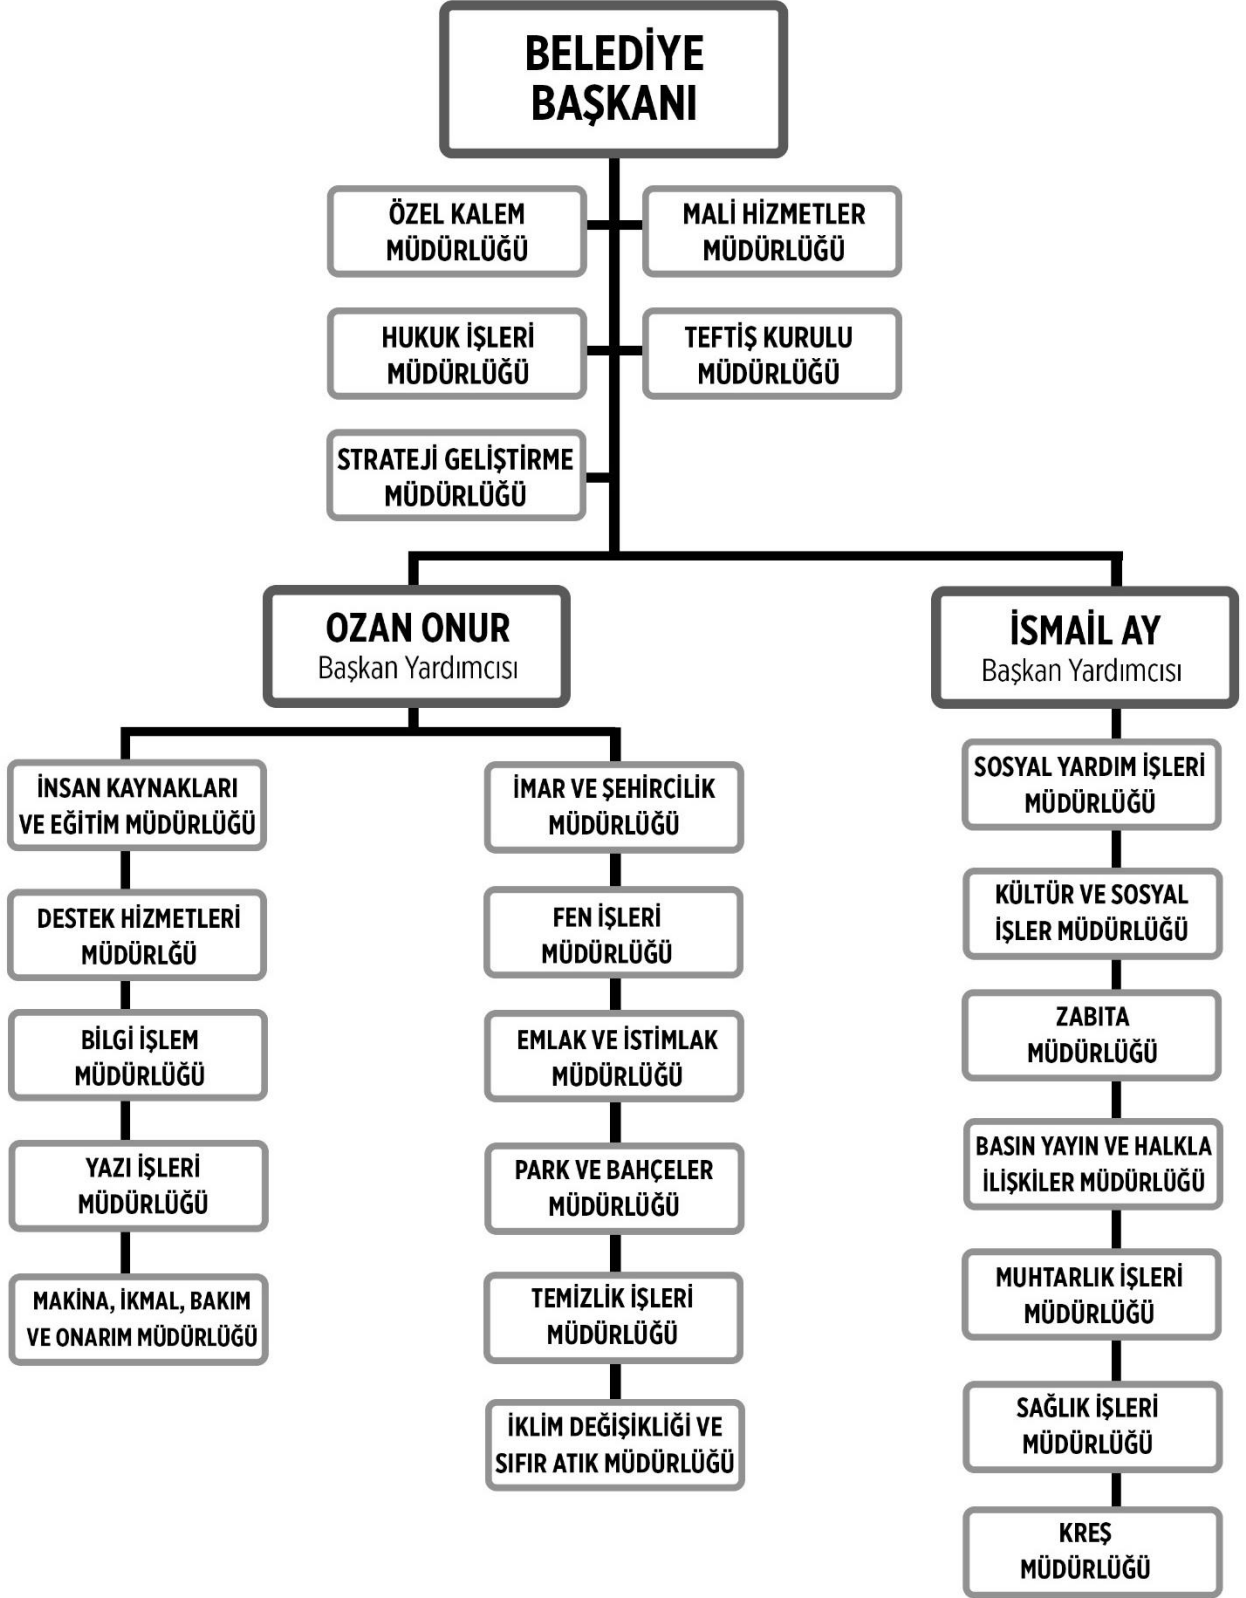 BELEDİYE
BAŞKANI
ÖZEL KALEM
MÜDÜRLÜĞÜ
MALİ HİZMETLER
MÜDÜRLÜĞÜ
HUKUK İŞLERİ
MÜDÜRLÜĞÜ
TEFTİŞ KURULU
MÜDÜRLÜĞÜ
STRATEJİ GELİŞTİRME
MÜDÜRLÜĞÜ
OZAN ONUR
Başkan Yardımcısı
İNSAN KAYNAKLARI
VE EĞİTİM MÜDÜRLÜĞÜ
DESTEK HİZMETLERİ
MÜDÜRLĞÜ
BİLGİ İŞLEM
MÜDÜRLÜĞÜ
YAZI İŞLERİ
MÜDÜRLÜĞÜ
MAKİNA, İKMAL, BAKIM
VE ONARIM MÜDÜRLÜĞÜ
İMAR VE ŞEHİRCİLİK
MÜDÜRLÜĞÜ
FEN İŞLERİ
MÜDÜRLÜĞÜ
EMLAK VE İSTİMLAK
MÜDÜRLÜĞÜ
PARK VE BAHÇELER
MÜDÜRLÜĞÜ
TEMİZLİK İŞLERİ
MÜDÜRLÜĞÜ
İKLİM DEĞİŞİKLİĞİ VE
SIFIR ATIK MÜDÜRLÜĞÜ
İSMAİL AY
Başkan Yardımcısı
SOSYAL YARDIM İŞLERİ
MÜDÜRLÜĞÜ
KÜLTÜR VE SOSYAL
İŞLER MÜDÜRLÜĞÜ
ZABITA
MÜDÜRLÜĞÜ
BASIN YAYIN VE HALKLA
İLİŞKİLER MÜDÜRLÜĞÜ
MUHTARLIK İŞLERİ
MÜDÜRLÜĞÜ
SAĞLIK İŞLERİ
MÜDÜRLÜĞÜ
KREŞ
MÜDÜRLÜĞÜ